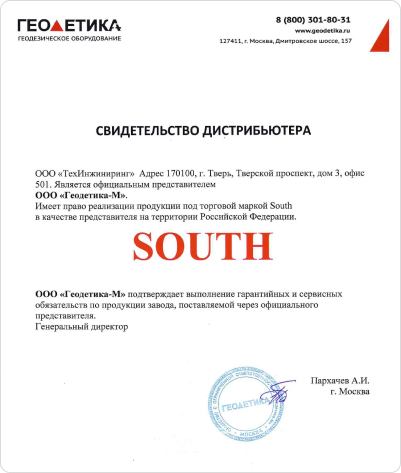 ГЕОДЕТИКА
ГЕОДЕЗИЧЕСКОЕ ОБОРУДОВАНИЕ
8 (800) 301-80-31
www.geodetika.ru
127411, г. Москва, Дмитровское шоссе, 157
СВИДЕТЕЛЬСТВО ДИСТРИБЬЮТЕРА
ООО «ТехИнжиниринг» Адрес 170100, г. Тверь, Тверской проспект, дом 3, офис
501. Является официальным представителем
ООО «Геодетика-М».
Имеет право реализации продукции под торговой маркой South
в качестве представителя на территории Российской Федерации.
SOUTH
ООО «Геодетика-М» подтверждает выполнение гарантийных и сервисных
обязательств по продукции завода, поставляемой через официального
представителя.
Генеральный директор
Пархачев А.И.
г. Москва
ГЕОДЕТИКА
МОСКВА